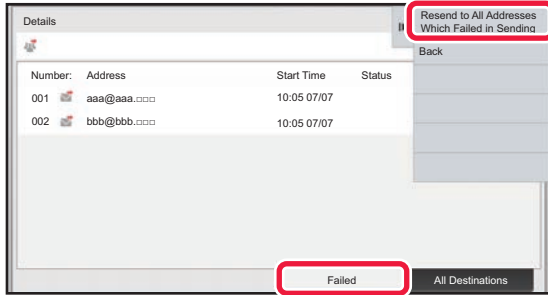 Details
Resend to All Addresses
Which Failed in Sending
Back
Number: Address Start Time Status
001 aaa@aaa.□□□ 10:05 07/07
002 bbb@bbb.□□□ 10:05 07/07
Failed All Destinations